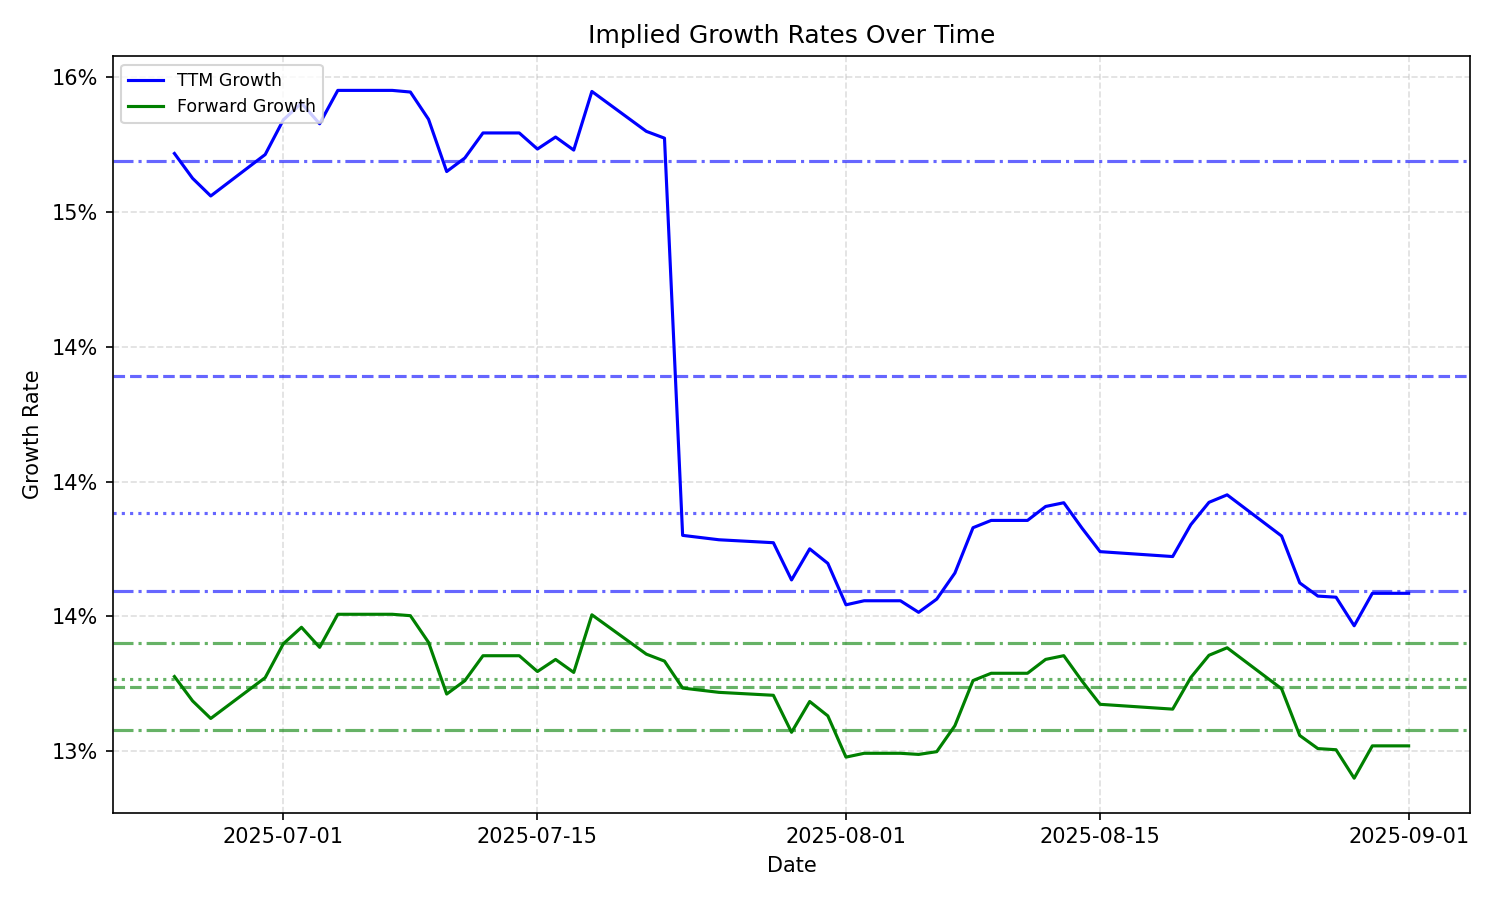 Implied Growth Rates Over Time
TTM Growth
Forward Growth
16%
15%
14%
14%
14%
13%
Growth Rate
2025-07-01
2025-07-15
2025-08-01
2025-08-15
2025-09-01
Date